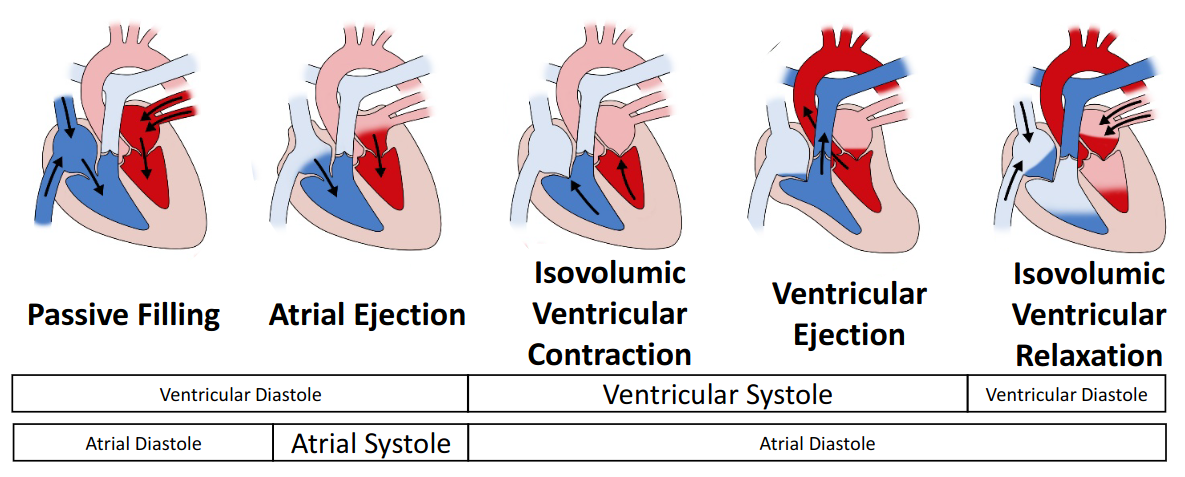 Passive Filling
Atrial Ejection
Isovolumic
Ventricular
Contraction
Ventricular
Ejection
Isovolumic
Ventricular
Relaxation
Ventricular Diastole
Ventricular Systole
Ventricular Diastole
Atrial Diastole
Atrial Systole
Atrial Diastole